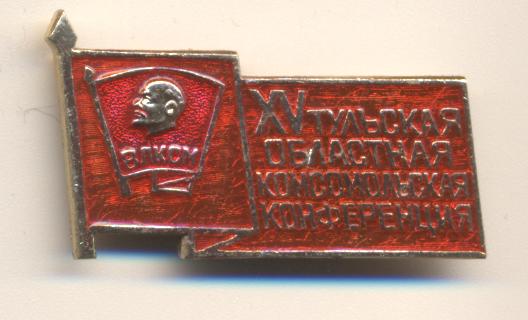 ВЛКСМ
XV ТУЛЬСКАЯ
ОБЛАСТНАЯ
КОМСОМОЛЬСКАЯ
КОНФЕРЕНЦИЯ